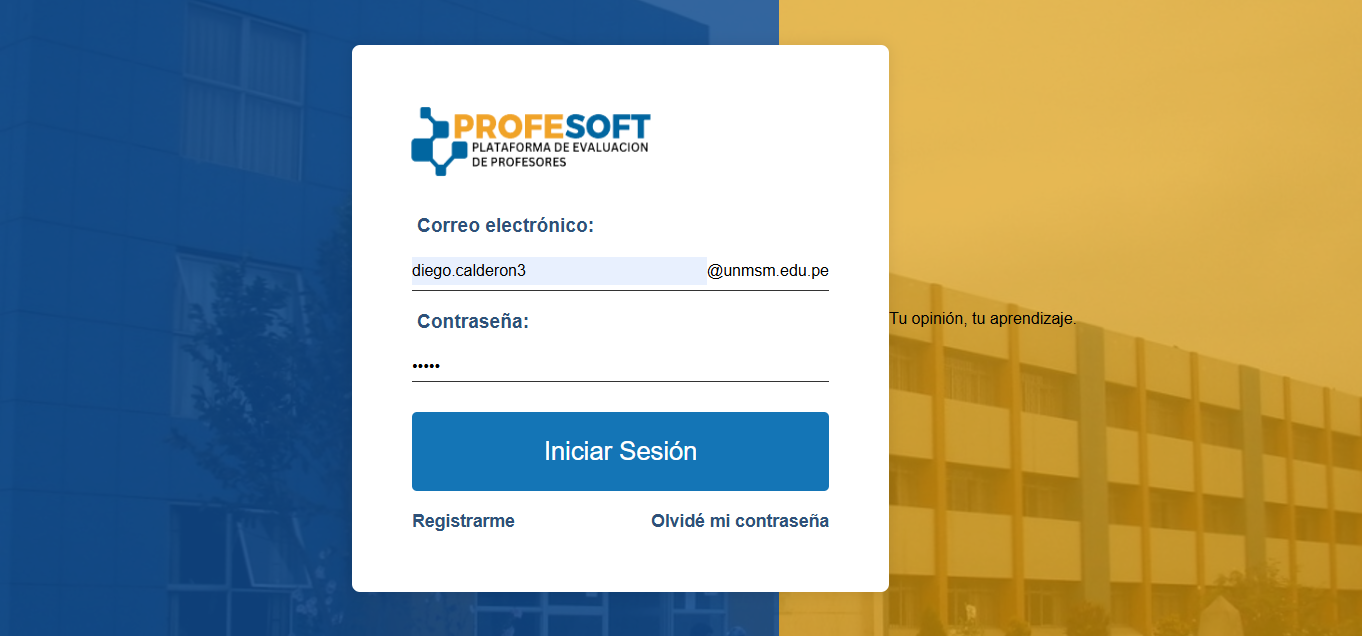 PROFESOFT
PLATAFORMA DE EVALUACION
DE PROFESORES
Correo electrónico:
diego.calderon3@unmsm.edu.pe
Contraseña:
•••••
Tu opinión, tu aprendizaje.
Iniciar Sesión
Registrarme Olvidé mi contraseña